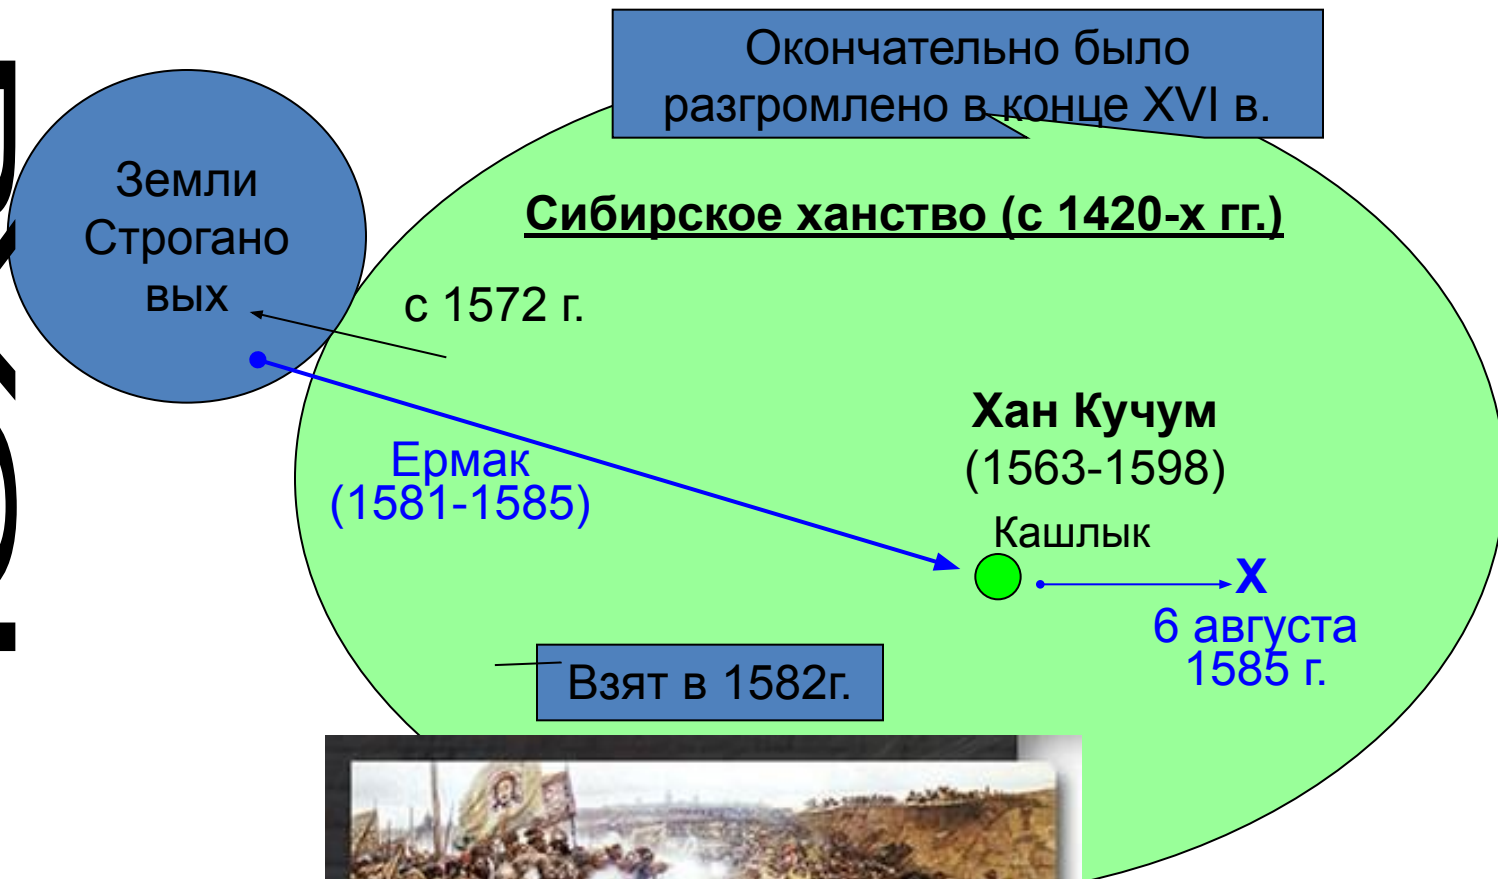 Окончательно было
разгромлено в конце XVI в.
Земли
Строгано
вых
Сибирское ханство (с 1420-х гг.)
с 1572 г.
Хан Кучум
(1563-1598)
Ермак
(1581-1585)
Кашлык
X
6 августа
1585 г.
Взят в 1582г.